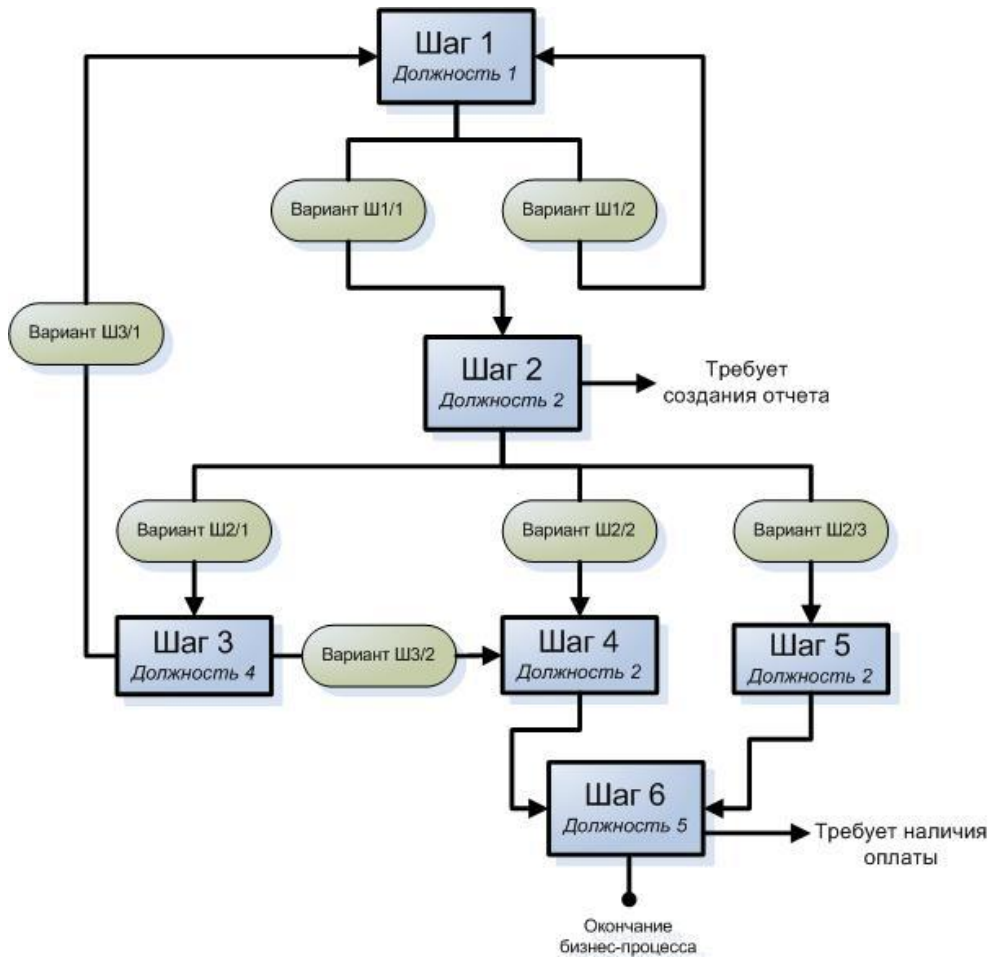 Шаг 1
Должность 1
Вариант Ш1/1
Вариант Ш1/2
Вариант Ш3/1
Шаг 2
Должность 2
Требует
создания отчета
Вариант Ш2/1
Вариант Ш2/2
Вариант Ш2/3
Шаг 3
Должность 4
Вариант Ш3/2
Шаг 4
Должность 2
Шаг 5
Должность 2
Шаг 6
Должность 5
Требует наличия
оплаты
Окончание
бизнес-процесса